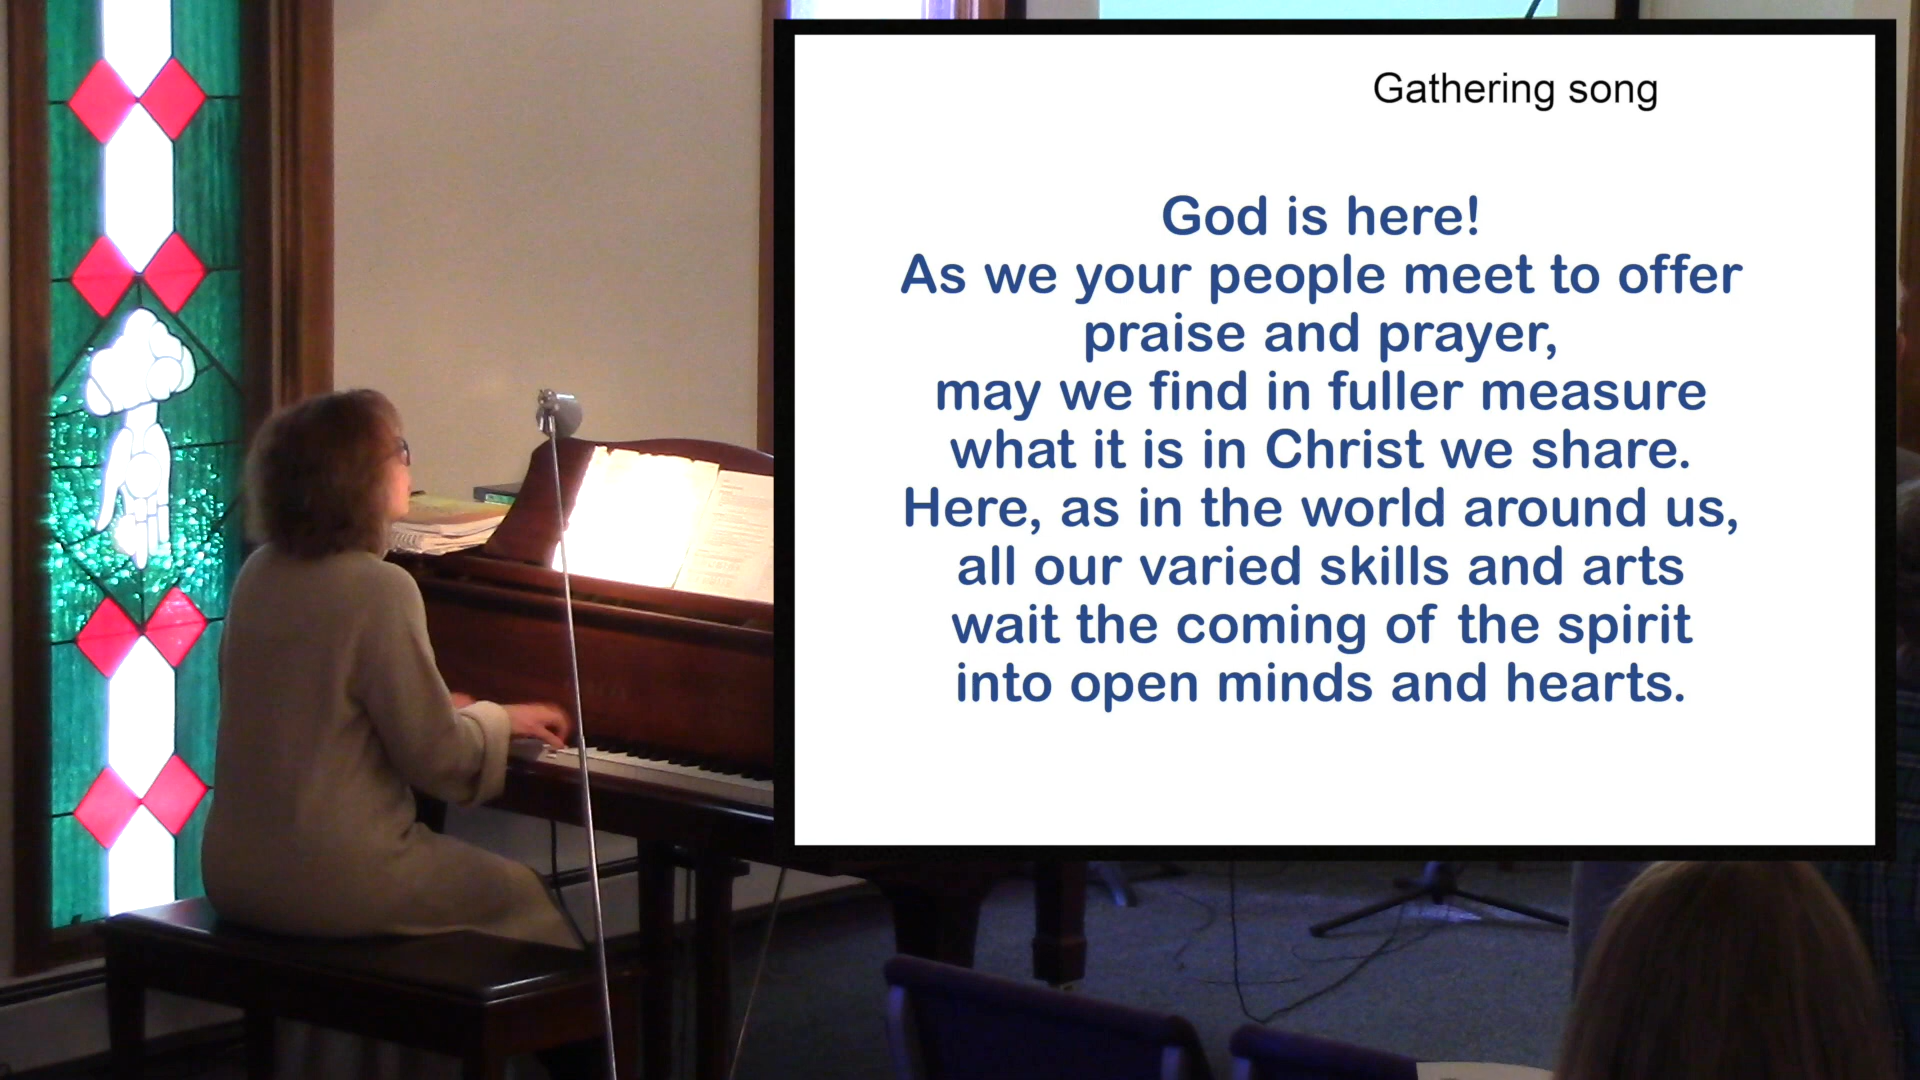 Gathering song
God is here!
As we your people meet to offer
praise and prayer,
may we find in fuller measure
what it is in Christ we share.
Here, as in the world around us,
all our varied skills and arts
wait the coming of the spirit
into open minds and hearts.